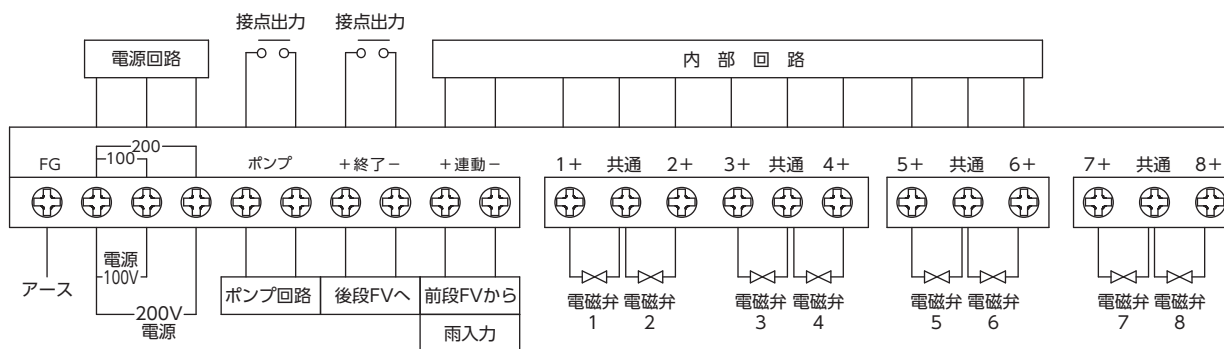 接点出力 接点出力
電源回路 内部回路
200
FG 100 ポンプ +終了− +連動− 1+ 共通 2+ 3+ 共通 4+ 5+ 共通 6+ 7+ 共通 8+
電源
100V
アース ポンプ回路 後段FVへ 前段FVから 電磁弁 電磁弁 電磁弁 電磁弁 電磁弁 電磁弁 電磁弁 電磁弁
200V 1 2 3 4 5 6 7 8
電源 雨入力